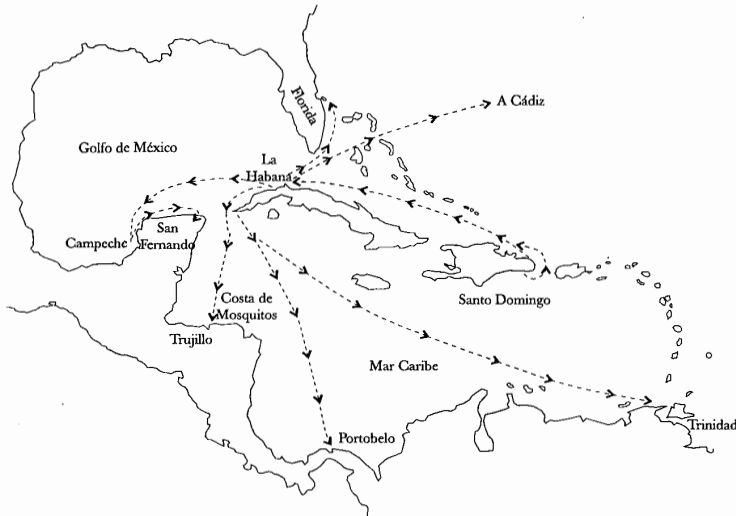 A Cádiz
Florida
Golfo de México
La
Habana
San
Fernando
Campeche
Costa de
Mosquitos
Santo Domingo
Trujillo
Mar Caribe
Trinidad
Portobelo